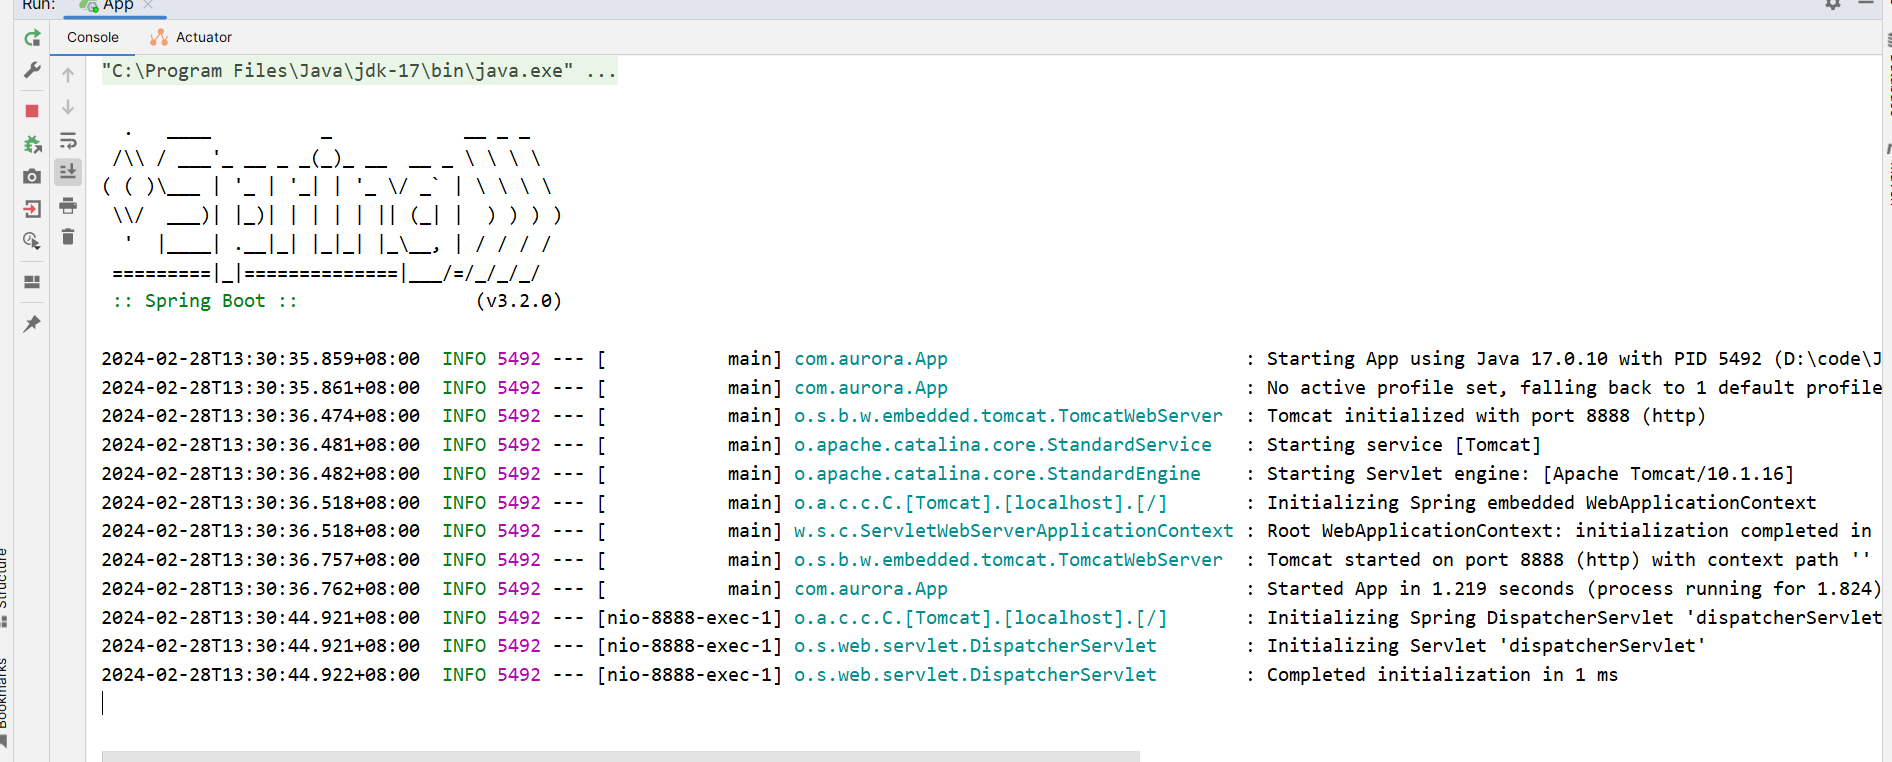 Run: App
Console Actuator
"C:\Program Files\Java\jdk-17\bin\java.exe" ...
  .   ____          _            __ _ _
 /\\ / ___'_ __ _ _(_)_ __  __ _ \ \ \ \
( ( )\___ | '_ | '_| | '_ \/ _` | \ \ \ \
 \\/  ___)| |_)| | | | | || (_| |  ) ) ) )
  '  |____| .__|_| |_|_| |_\__, | / / / /
 =========|_|==============|___/=/_/_/_/
 :: Spring Boot ::                (v3.2.0)
2024-02-28T13:30:35.859+08:00  INFO 5492 --- [           main] com.aurora.App                           : Starting App using Java 17.0.10 with PID 5492 (D:\code\J
2024-02-28T13:30:35.861+08:00  INFO 5492 --- [           main] com.aurora.App                           : No active profile set, falling back to 1 default profile
2024-02-28T13:30:36.474+08:00  INFO 5492 --- [           main] o.s.b.w.embedded.tomcat.TomcatWebServer  : Tomcat initialized with port 8888 (http)
2024-02-28T13:30:36.481+08:00  INFO 5492 --- [           main] o.apache.catalina.core.StandardService   : Starting service [Tomcat]
2024-02-28T13:30:36.482+08:00  INFO 5492 --- [           main] o.apache.catalina.core.StandardEngine    : Starting Servlet engine: [Apache Tomcat/10.1.16]
2024-02-28T13:30:36.518+08:00  INFO 5492 --- [           main] o.a.c.c.C.[Tomcat].[localhost].[/]       : Initializing Spring embedded WebApplicationContext
2024-02-28T13:30:36.518+08:00  INFO 5492 --- [           main] w.s.c.ServletWebServerApplicationContext : Root WebApplicationContext: initialization completed in
2024-02-28T13:30:36.757+08:00  INFO 5492 --- [           main] o.s.b.w.embedded.tomcat.TomcatWebServer  : Tomcat started on port 8888 (http) with context path ''
2024-02-28T13:30:36.762+08:00  INFO 5492 --- [           main] com.aurora.App                           : Started App in 1.219 seconds (process running for 1.824)
2024-02-28T13:30:44.921+08:00  INFO 5492 --- [nio-8888-exec-1] o.a.c.c.C.[Tomcat].[localhost].[/]       : Initializing Spring DispatcherServlet 'dispatcherServlet
2024-02-28T13:30:44.921+08:00  INFO 5492 --- [nio-8888-exec-1] o.s.web.servlet.DispatcherServlet        : Initializing Servlet 'dispatcherServlet'
2024-02-28T13:30:44.922+08:00  INFO 5492 --- [nio-8888-exec-1] o.s.web.servlet.DispatcherServlet        : Completed initialization in 1 ms
Structure
Bookmarks